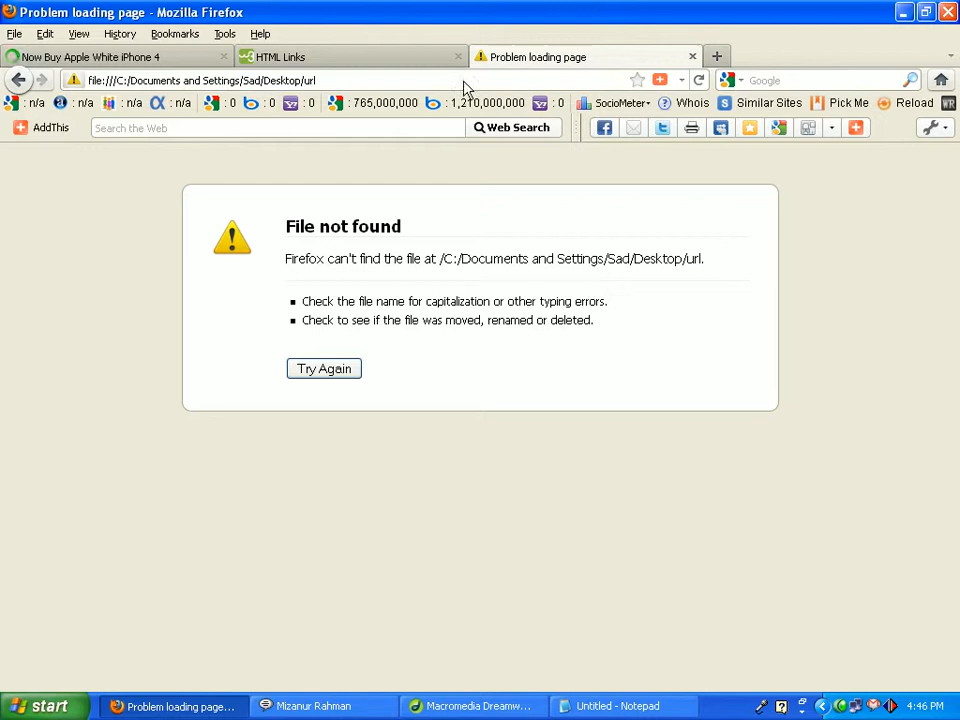 Problem loading page - Mozilla Firefox
File Edit View History Bookmarks Tools Help
Now Buy Apple White iPhone 4 HTML Links Problem loading page
file:///C:/Documents and Settings/Sad/Desktop/url Google
: n/a : n/a : n/a : n/a : 0 : 0 : 0 : 765,000,000 : 1,210,000,000 : 0 SocioMeter Whois Similar Sites Pick Me Reload WR
AddThis Search the Web Web Search
File not found
Firefox can't find the file at /C:/Documents and Settings/Sad/Desktop/url.
Check the file name for capitalization or other typing errors.
Check to see if the file was moved, renamed or deleted.
Try Again
start Problem loading page... Mizanur Rahman Macromedia Dreamw... Untitled - Notepad 4:46 PM